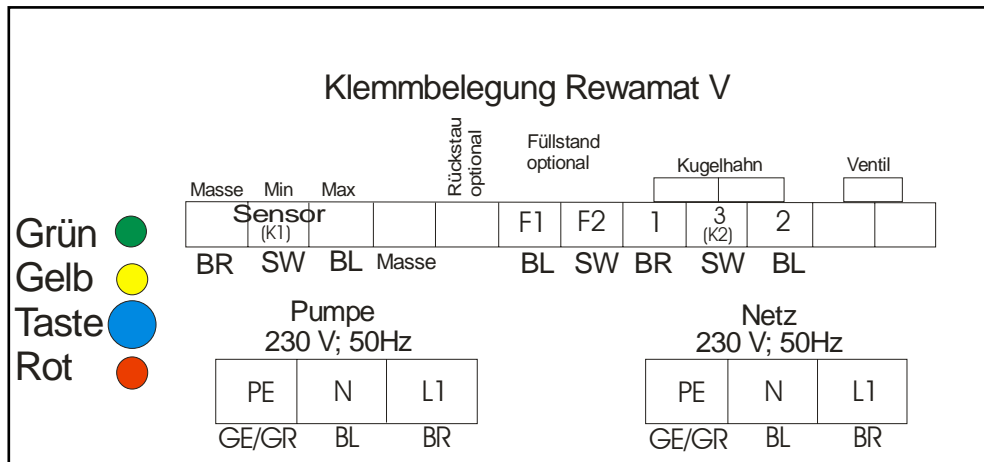 Klemmbelegung Rewamat V
Rückstau
optional
Füllstand
optional
Kugelhahn
Ventil
Masse Min Max
Sensor
(K1)
F1 F2 1 3 2
(K2)
BR SW BL Masse BL SW BR SW BL
Grün
Gelb
Taste
Rot
Pumpe
230 V; 50Hz
PE N L1
GE/GR BL BR
Netz
230 V; 50Hz
PE N L1
GE/GR BL BR